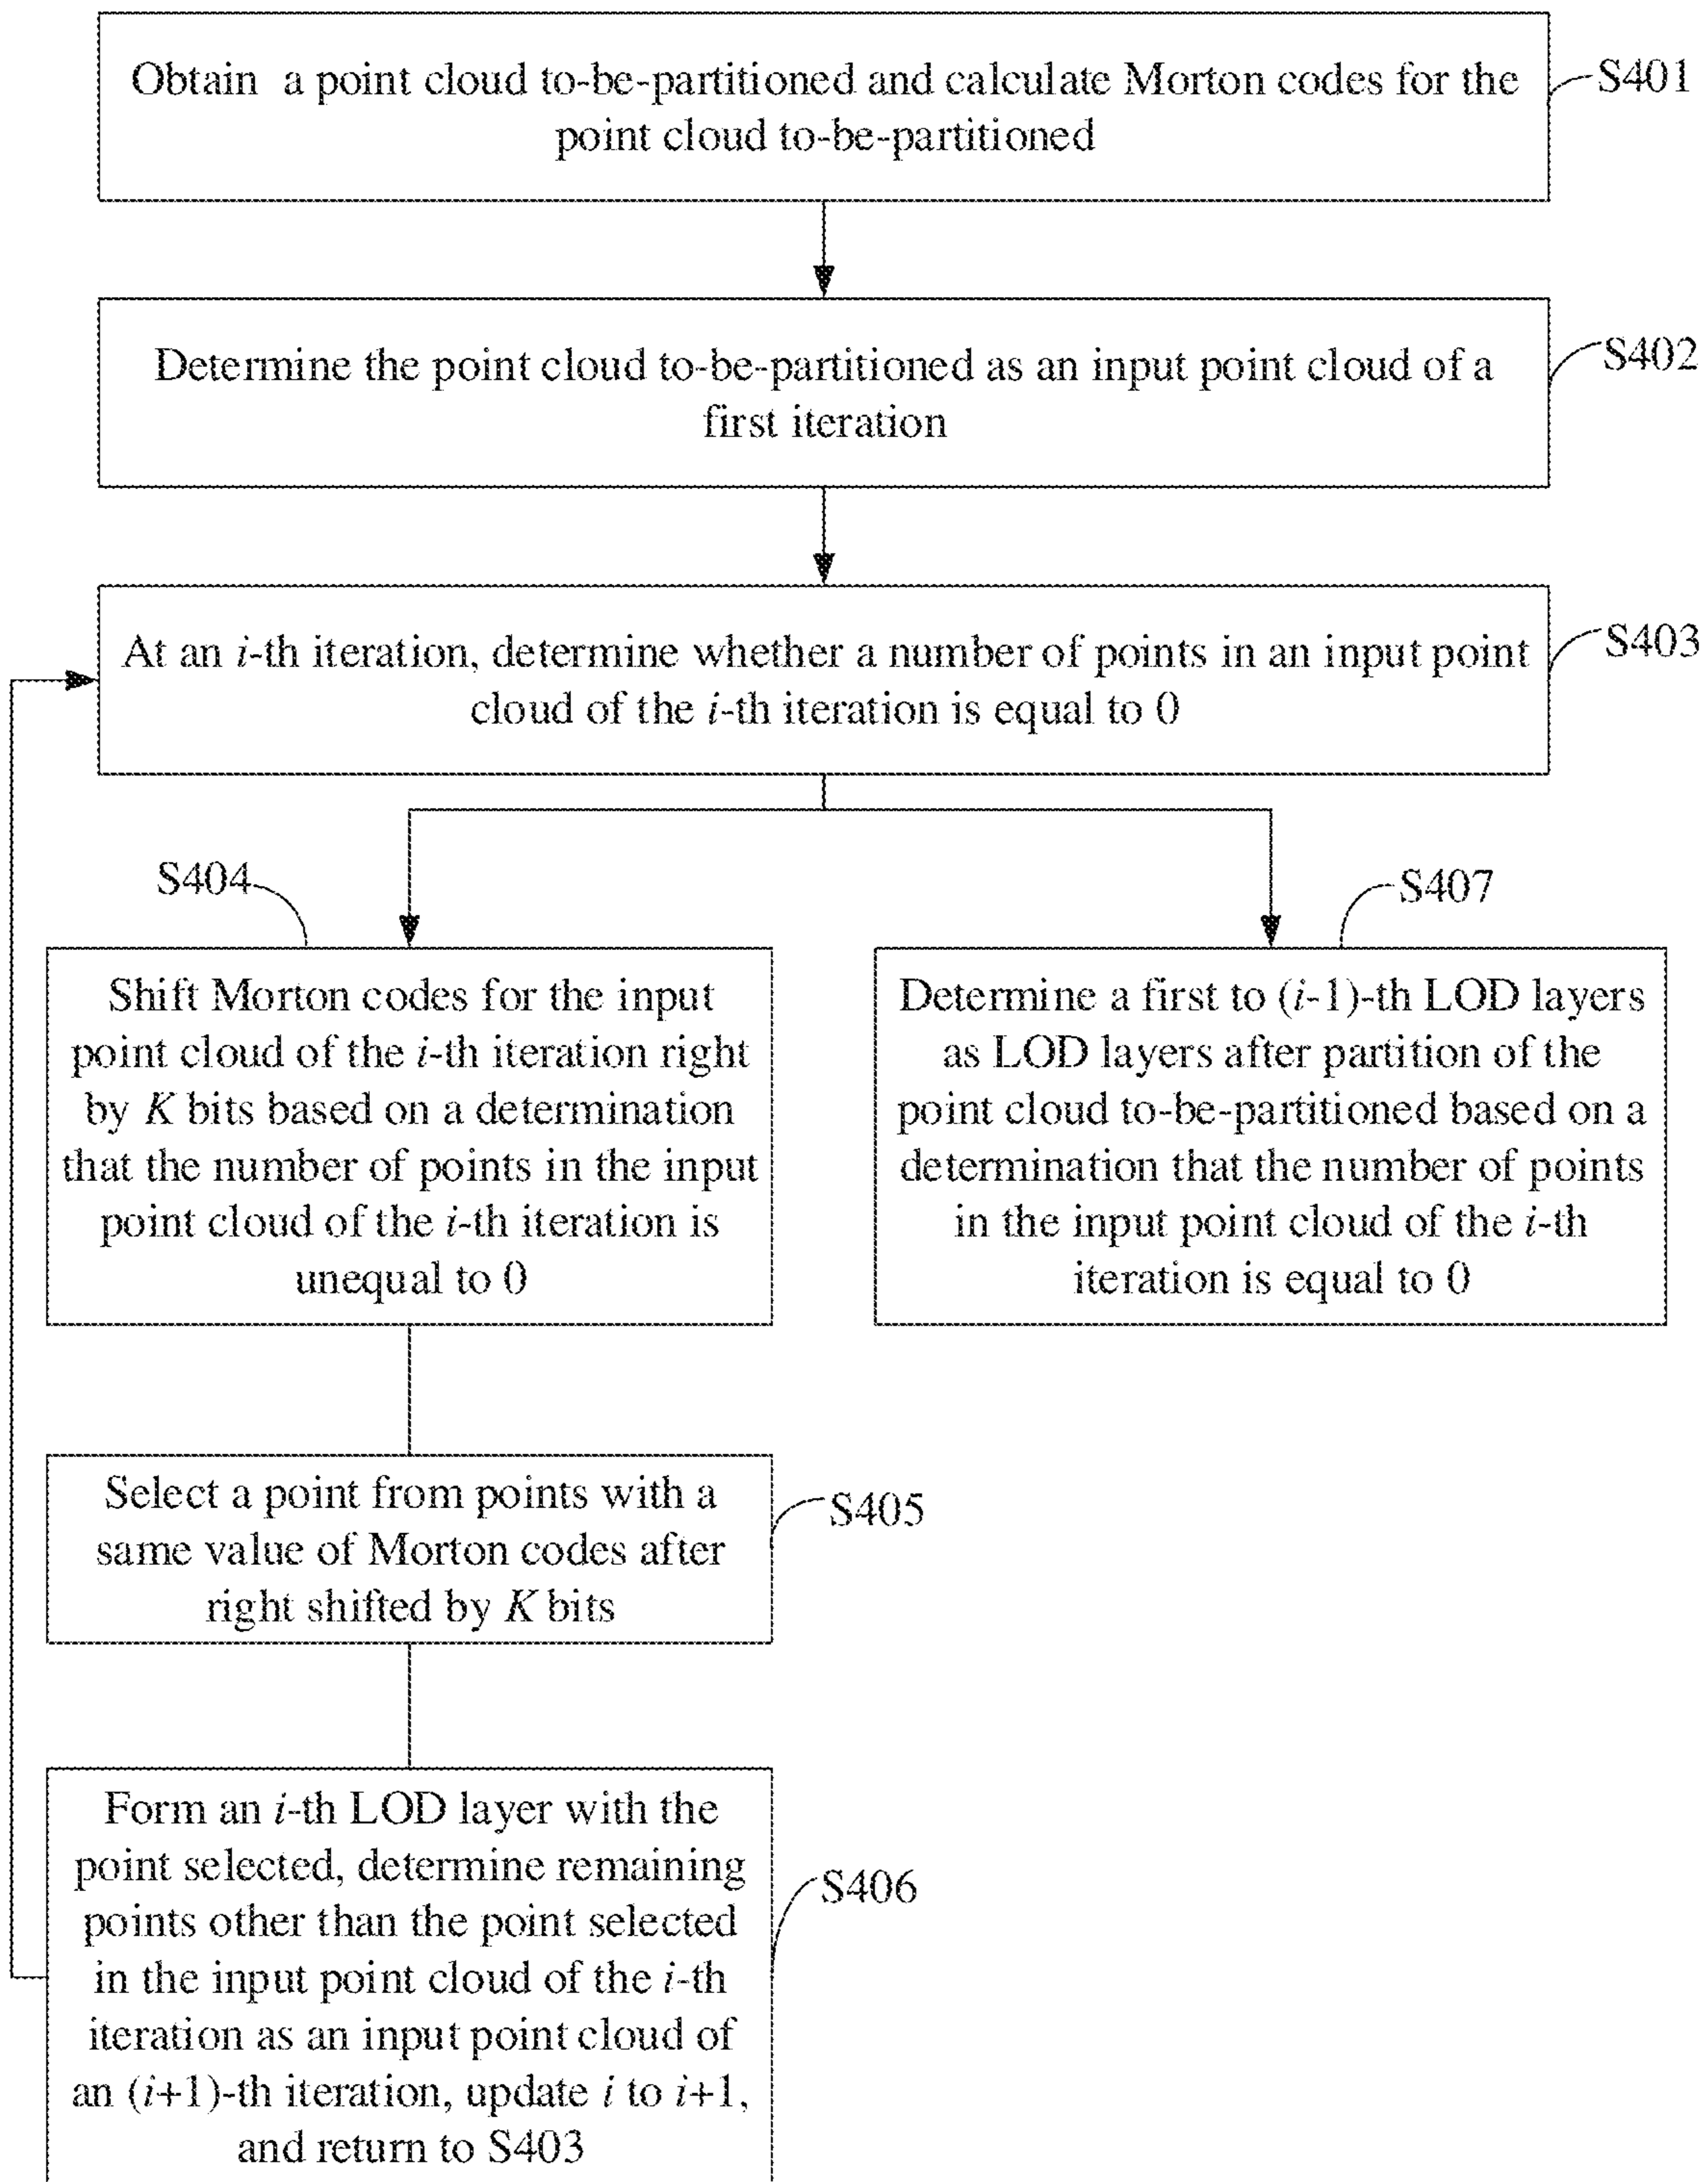 Obtain a point cloud to-be-partitioned and calculate Morton codes for the
point cloud to-be-partitioned
S401
Determine the point cloud to-be-partitioned as an input point cloud of a
first iteration
S402
At an i-th iteration, determine whether a number of points in an input point
cloud of the i-th iteration is equal to 0
S403
S404
Shift Morton codes for the input
point cloud of the i-th iteration right
by K bits based on a determination
that the number of points in the input
point cloud of the i-th iteration is
unequal to 0
S407
Determine a first to (i-1)-th LOD layers
as LOD layers after partition of the
point cloud to-be-partitioned based on a
determination that the number of points
in the input point cloud of the i-th
iteration is equal to 0
Select a point from points with a
same value of Morton codes after
right shifted by K bits
S405
Form an i-th LOD layer with the
point selected, determine remaining
points other than the point selected
in the input point cloud of the i-th
iteration as an input point cloud of
an (i+1)-th iteration, update i to i+1,
and return to S403
S406